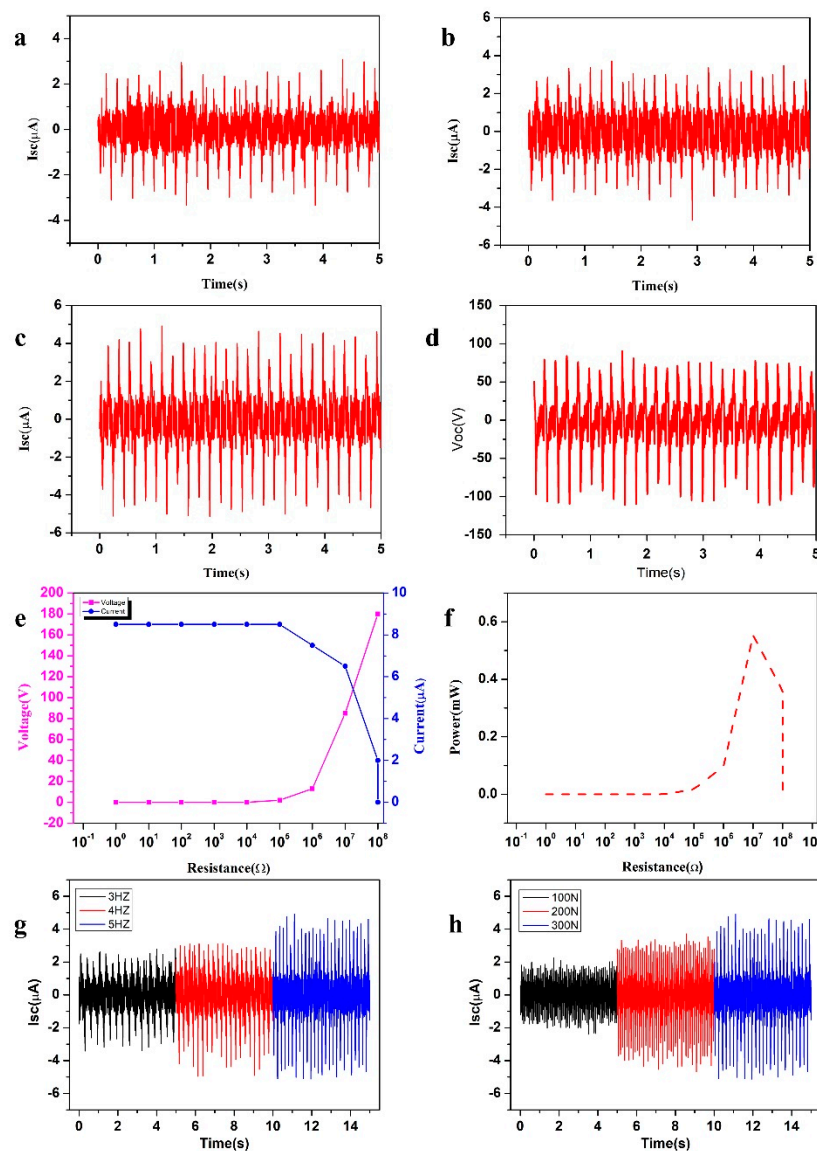 a
4
2
0
-2
-4
Isc(μA)
0 1 2 3 4 5
Time(s)
b
6
4
2
0
-2
-4
-6
Isc(μA)
0 1 2 3 4 5
Time(s)
c
6
4
2
0
-2
-4
-6
Isc(μA)
0 1 2 3 4 5
Time(s)
d
150
100
50
0
-50
-100
-150
Voc(V)
0 1 2 3 4 5
Time(s)
e
Voltage
Current
200
180
160
140
120
100
80
60
40
20
0
-20
Voltage(V)
10
8
6
4
2
0
Current(μA)
10⁻¹ 10⁰ 10¹ 10² 10³ 10⁴ 10⁵ 10⁶ 10⁷ 10⁸
Resistance(Ω)
f
0.6
0.4
0.2
0.0
Power(mW)
10⁻¹ 10⁰ 10¹ 10² 10³ 10⁴ 10⁵ 10⁶ 10⁷ 10⁸
Resistance(Ω)
g
3HZ
4HZ
5HZ
6
4
2
0
-2
-4
-6
Isc(μA)
0 2 4 6 8 10 12 14
Time(s)
h
100N
200N
300N
6
4
2
0
-2
-4
-6
Isc(μA)
0 2 4 6 8 10 12 14
Time(s)